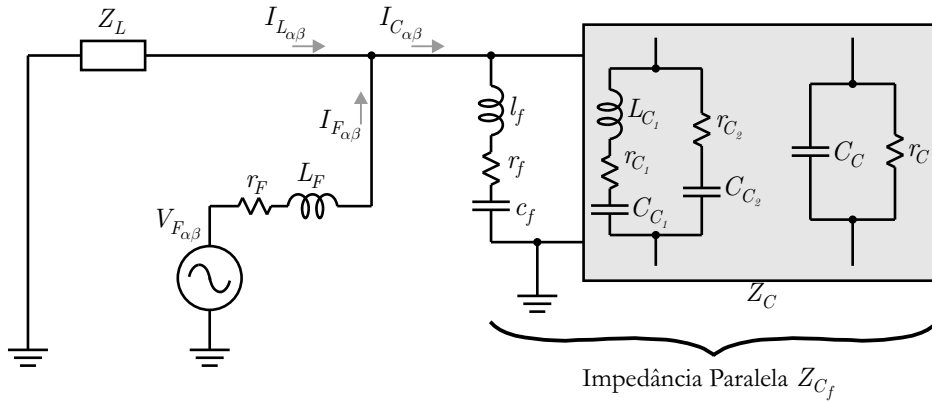 Z_L
I_{L_{αβ}}
I_{C_{αβ}}
I_{F_{αβ}}
r_F
L_F
V_{F_{αβ}}
l_f
r_f
c_f
L_{C_1}
r_{C_1}
C_{C_1}
r_{C_2}
C_{C_2}
C_C
r_C
Z_C
Impedância Paralela Z_{C_f}